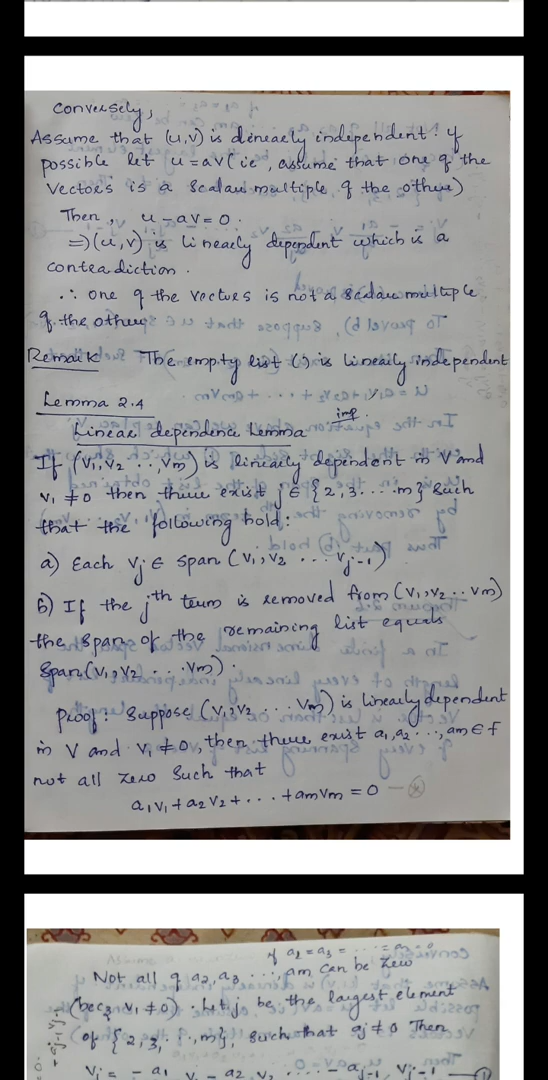 conversely,
Assume that (u,v) is linearly independent. If
possible let u = av (ie, assume that one of the
vectors is a scalar multiple of the other)
Then, u - av = 0.
⇒ (u,v) is linearly dependent which is a
contradiction.
∴ one of the vectors is not a scalar multiple
of the other
Remark The empty list () is linearly independent
Lemma 2.4
imp.
Linear dependence Lemma
If (v1, v2 .., vm) is linearly dependent in V and
v1 ≠ 0 then there exist j ∈ {2, 3....m} such
that the following hold:
a) Each vj ∈ span (v1, v2 ... vj-1)
b) If the jth term is removed from (v1, v2 .. vm)
the span of the remaining list equals
span (v1, v2 ... vm).
Proof: Suppose (v1, v2 ... vm) is linearly dependent
in V and v1 ≠ 0, then there exist a1, a2 .., am ∈ F
not all zero such that
a1v1 + a2v2 + ... + amvm = 0 — *
if a2 = a3 = ... = 0
Not all of a2, a3 ..., am can be zero
(becz v1 ≠ 0). Let j be the largest element
of {2, 3, ..., m}, such that aj ≠ 0 Then
vj = - a1 v1 - a2 v2 .... - aj-1 vj-1 — 1